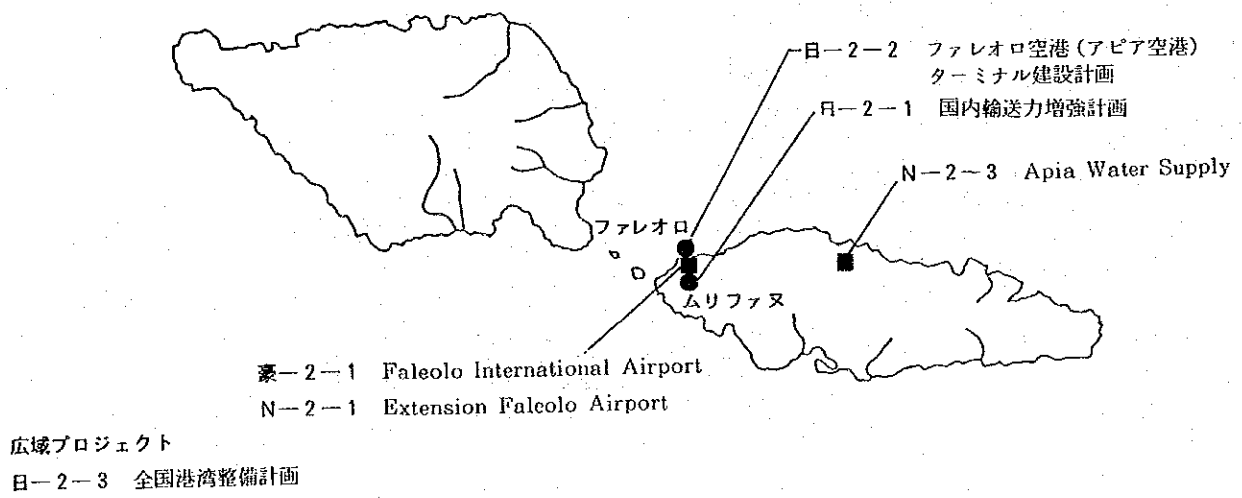 日－2－2 ファレオロ空港(アピア空港)
ターミナル建設計画
日－2－1 国内輸送力増強計画
N－2－3 Apia Water Supply
ファレオロ
ムリファヌ
豪－2－1 Faleolo International Airport
N－2－1 Extension Faleolo Airport
広域プロジェクト
日－2－3 全国港湾整備計画